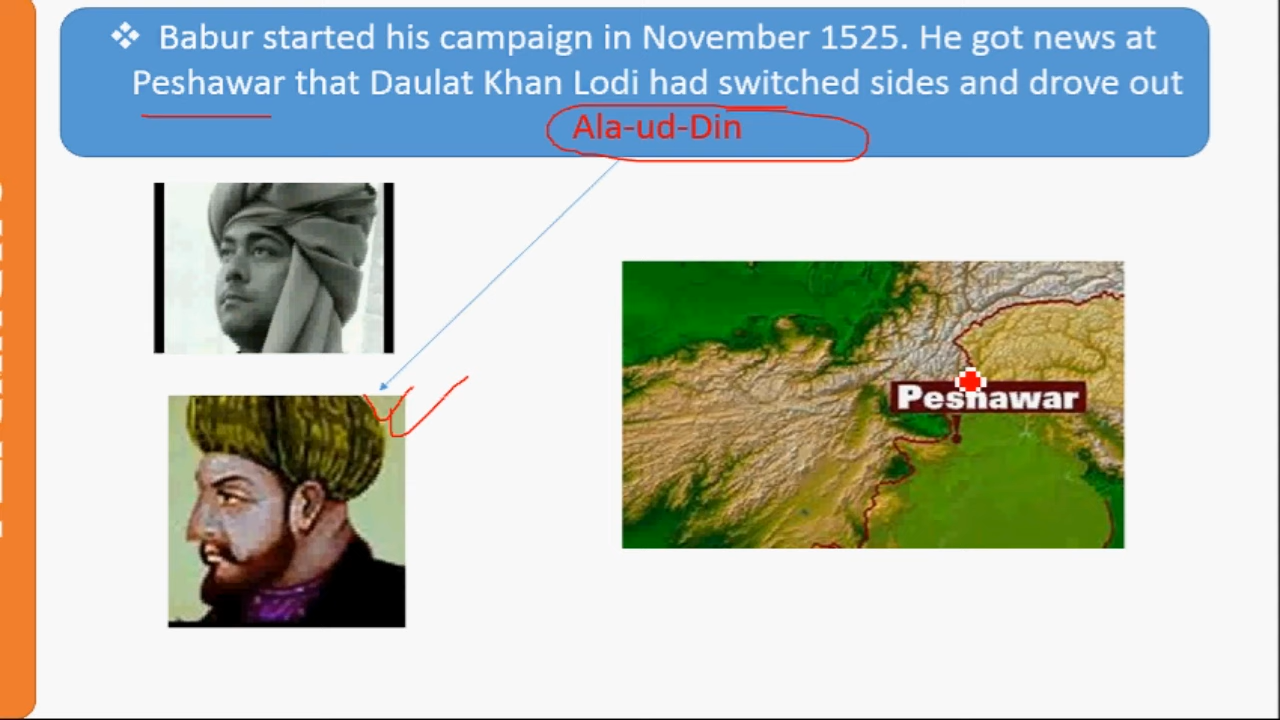 ❖ Babur started his campaign in November 1525. He got news at
Peshawar that Daulat Khan Lodi had switched sides and drove out
Ala-ud-Din
Peshawar